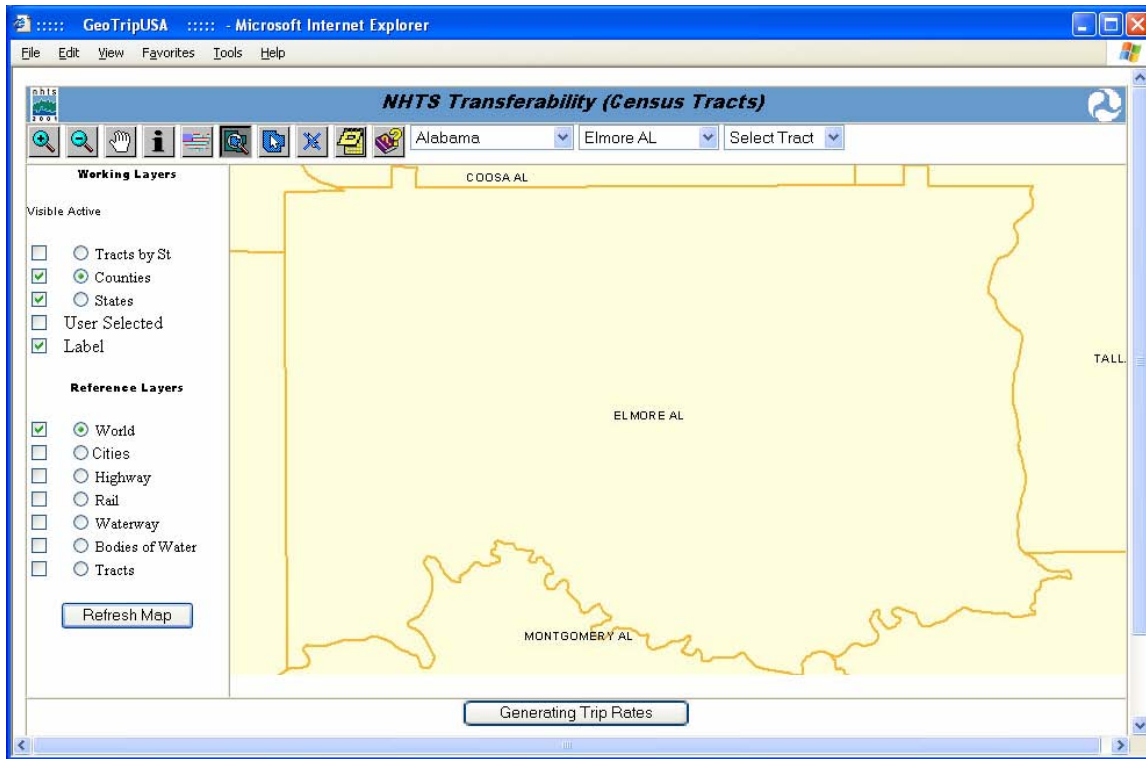 ::::: GeoTripUSA ::::: - Microsoft Internet Explorer
File Edit View Favorites Tools Help
nhts
2001
NHTS Transferability (Census Tracts)
Alabama Elmore AL Select Tract
Working Layers
Visible Active
Tracts by St
Counties
States
User Selected
Label
Reference Layers
World
Cities
Highway
Rail
Waterway
Bodies of Water
Tracts
Refresh Map
COOSA AL
TALL
ELMORE AL
MONTGOMERY AL
Generating Trip Rates